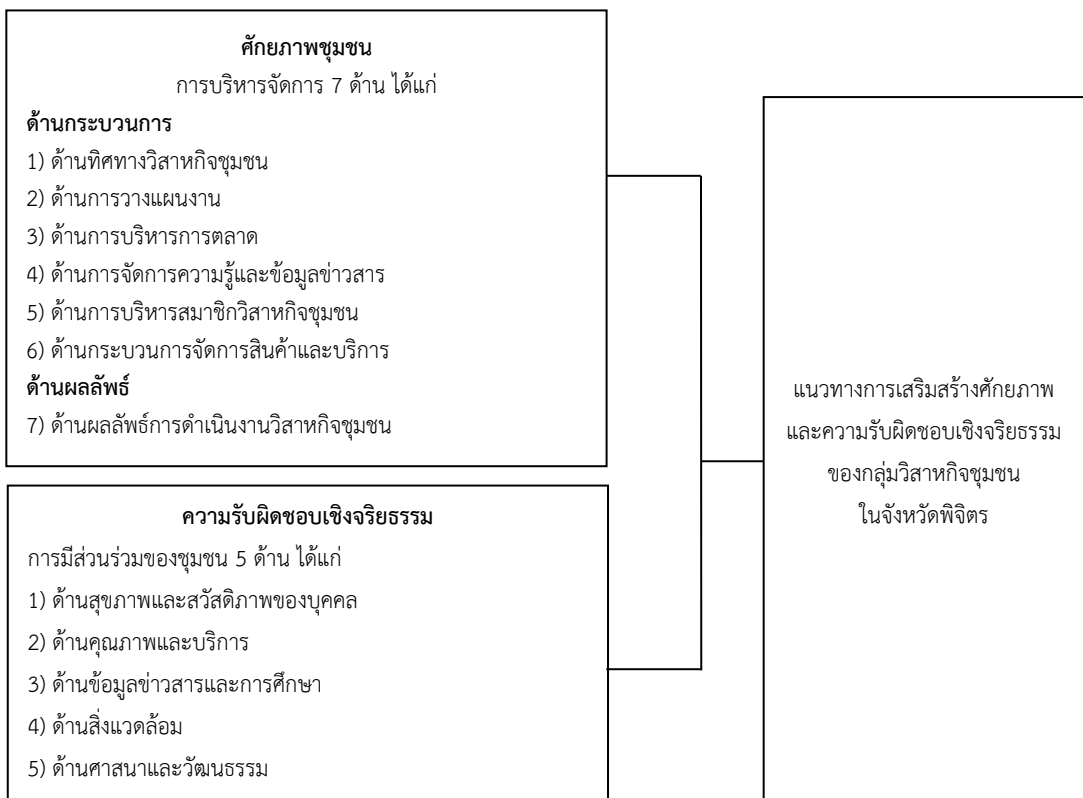 ศักยภาพชุมชน
การบริหารจัดการ 7 ด้าน ได้แก่
ด้านกระบวนการ
1) ด้านทิศทางวิสาหกิจชุมชน
2) ด้านการวางแผนงาน
3) ด้านการบริหารการตลาด
4) ด้านการจัดการความรู้และข้อมูลข่าวสาร
5) ด้านการบริหารสมาชิกวิสาหกิจชุมชน
6) ด้านกระบวนการจัดการสินค้าและบริการ
ด้านผลลัพธ์
7) ด้านผลลัพธ์การดำเนินงานวิสาหกิจชุมชน
ความรับผิดชอบเชิงจริยธรรม
การมีส่วนร่วมของชุมชน 5 ด้าน ได้แก่
1) ด้านสุขภาพและสวัสดิภาพของบุคคล
2) ด้านคุณภาพและบริการ
3) ด้านข้อมูลข่าวสารและการศึกษา
4) ด้านสิ่งแวดล้อม
5) ด้านศาสนาและวัฒนธรรม
แนวทางการเสริมสร้างศักยภาพ
และความรับผิดชอบเชิงจริยธรรม
ของกลุ่มวิสาหกิจชุมชน
ในจังหวัดพิจิตร